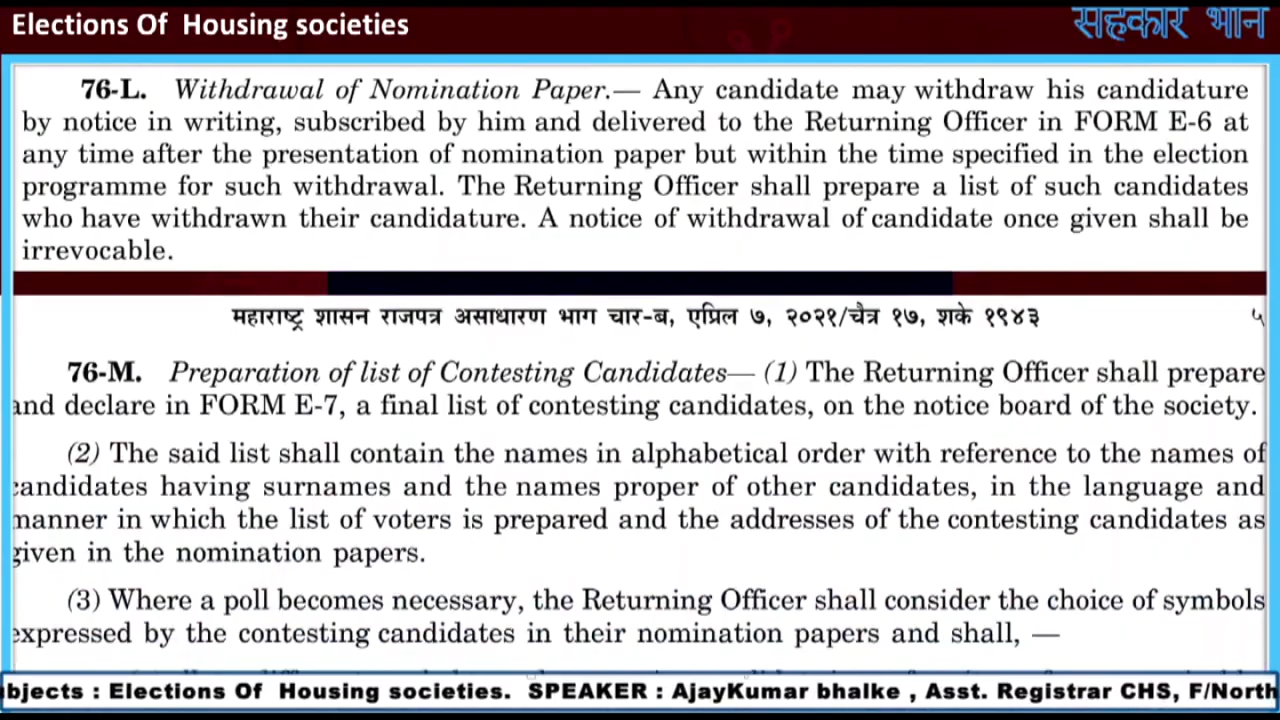 Elections Of Housing societies
सहकार भान
76-L. Withdrawal of Nomination Paper.— Any candidate may withdraw his candidature
by notice in writing, subscribed by him and delivered to the Returning Officer in FORM E-6 at
any time after the presentation of nomination paper but within the time specified in the election
programme for such withdrawal. The Returning Officer shall prepare a list of such candidates
who have withdrawn their candidature. A notice of withdrawal of candidate once given shall be
irrevocable.
महाराष्ट्र शासन राजपत्र असाधारण भाग चार-ब, एप्रिल ७, २०२१/चैत्र १७, शके १९४३ ५
76-M. Preparation of list of Contesting Candidates— (1) The Returning Officer shall prepare
and declare in FORM E-7, a final list of contesting candidates, on the notice board of the society.
(2) The said list shall contain the names in alphabetical order with reference to the names of
candidates having surnames and the names proper of other candidates, in the language and
manner in which the list of voters is prepared and the addresses of the contesting candidates as
given in the nomination papers.
(3) Where a poll becomes necessary, the Returning Officer shall consider the choice of symbols
expressed by the contesting candidates in their nomination papers and shall, —
bjects : Elections Of Housing societies. SPEAKER : AjayKumar bhalke , Asst. Registrar CHS, F/North